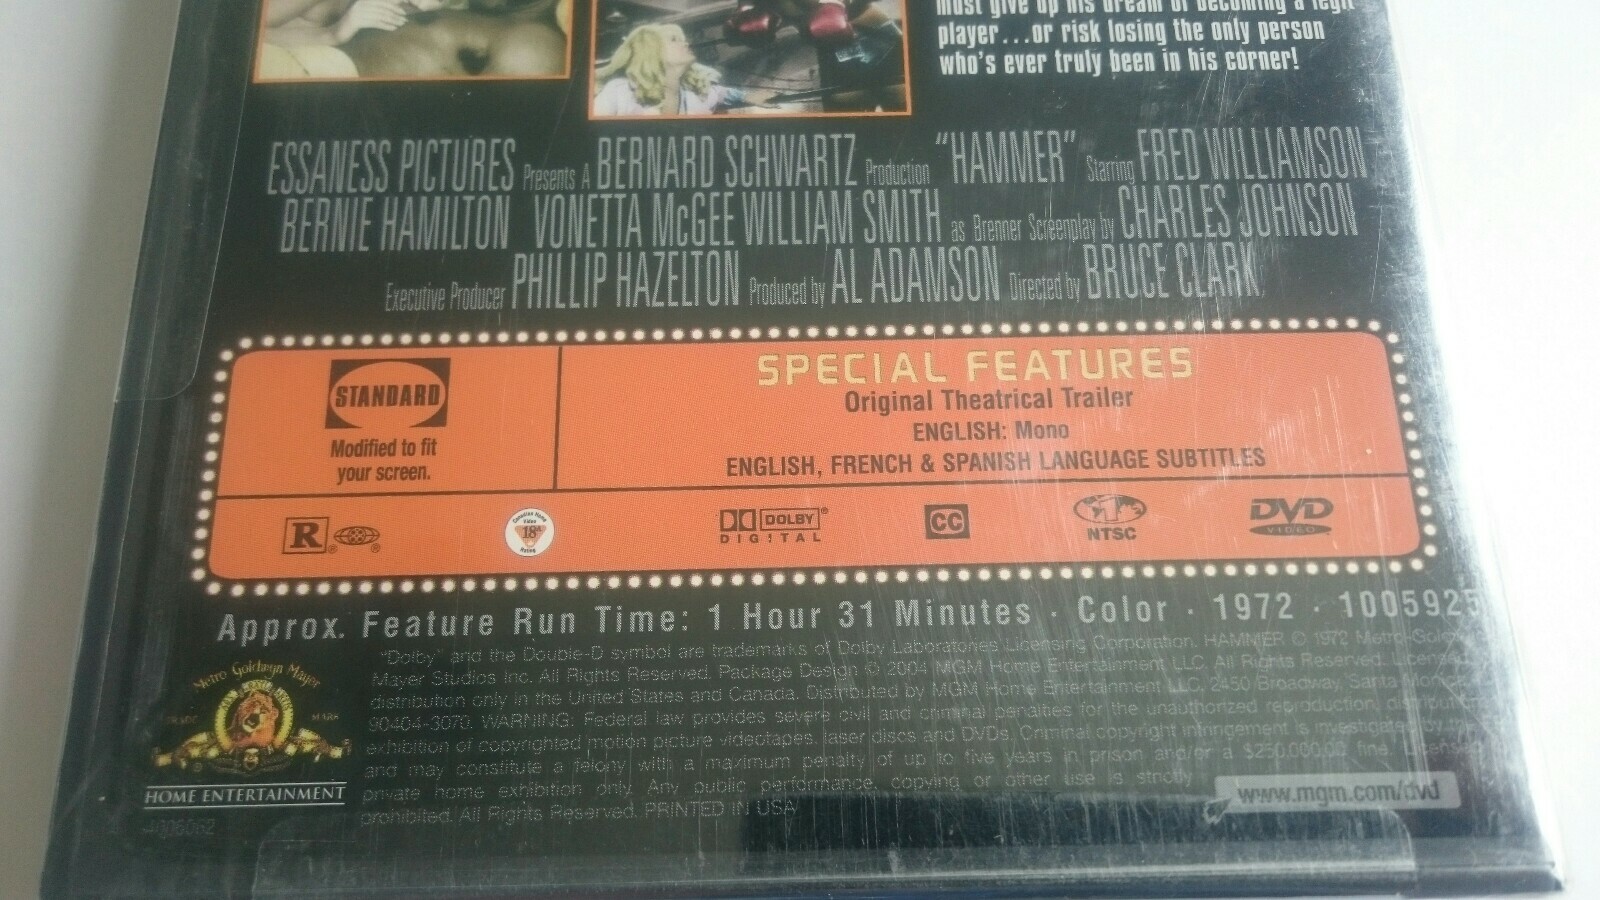 must give up his dream of becoming a legit
player...or risk losing the only person
who's ever truly been in his corner!
ESSANESS PICTURES Presents A BERNARD SCHWARTZ Production "HAMMER" Starring FRED WILLIAMSON
BERNIE HAMILTON VONETTA McGEE WILLIAM SMITH as Brenner Screenplay by CHARLES JOHNSON
Executive Producer PHILLIP HAZELTON Produced by AL ADAMSON Directed by BRUCE CLARK
STANDARD
Modified to fit
your screen.
SPECIAL FEATURES
Original Theatrical Trailer
ENGLISH: Mono
ENGLISH, FRENCH & SPANISH LANGUAGE SUBTITLES
R ® ®
Canadian Home
Video
18A
Rating
DOLBY®
DIGITAL
CC
NTSC
DVD
VIDEO
Approx. Feature Run Time: 1 Hour 31 Minutes · Color · 1972 · 1005925
"Dolby" and the Double-D symbol are trademarks of Dolby Laboratories Licensing Corporation. HAMMER © 1972 Metro-Goldwyn
Mayer Studios Inc. All Rights Reserved. Package Design © 2004 MGM Home Entertainment LLC. All Rights Reserved. Licensed
distribution only in the United States and Canada. Distributed by MGM Home Entertainment LLC, 2450 Broadway, Santa Monica,
90404-3070. WARNING: Federal law provides severe civil and criminal penalties for the unauthorized reproduction,
exhibition of copyrighted motion picture videotapes, laser discs and DVDs. Criminal copyright infringement is investigated by
and may constitute a felony with a maximum penalty of up to five years in prison and/or a $250,000.00 fine. Licensed
private home exhibition only. Any public performance, copying or other use is strictly
prohibited. All Rights Reserved. PRINTED IN USA
Metro Goldwyn Mayer
TRADE MARK
HOME ENTERTAINMENT
4006062
www.mgm.com/dvd